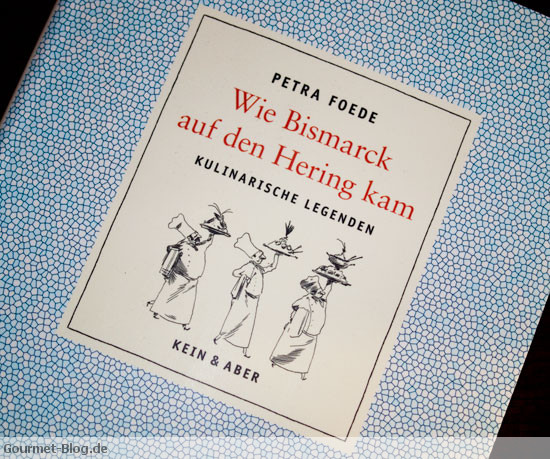 PETRA FOEDE
Wie Bismarck
auf den Hering kam
KULINARISCHE LEGENDEN
KEIN & ABER
Gourmet-Blog.de